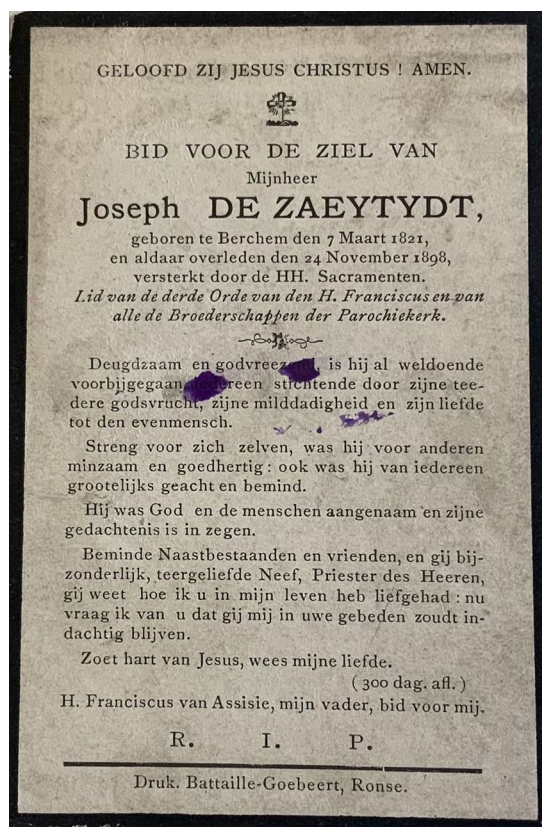 GELOOFD ZIJ JESUS CHRISTUS ! AMEN.
BID VOOR DE ZIEL VAN
Mijnheer
Joseph DE ZAEYTYDT,
geboren te Berchem den 7 Maart 1821,
en aldaar overleden den 24 November 1898,
versterkt door de HH. Sacramenten.
Lid van de derde Orde van den H. Franciscus en van
alle de Broederschappen der Parochiekerk.
Deugdzaam en godvreezend, is hij al weldoende
voorbijgegaan, iedereen stichtende door zijne tee-
dere godsvrucht, zijne milddadigheid en zijn liefde
tot den evenmensch.
Streng voor zich zelven, was hij voor anderen
minzaam en goedhertig : ook was hij van iedereen
grootelijks geacht en bemind.
Hij was God en de menschen aangenaam en zijne
gedachtenis is in zegen.
Beminde Naastbestaanden en vrienden, en gij bij-
zonderlijk, teergeliefde Neef, Priester des Heeren,
gij weet hoe ik u in mijn leven heb liefgehad : nu
vraag ik van u dat gij mij in uwe gebeden zoudt in-
dachtig blijven.
Zoet hart van Jesus, wees mijne liefde.
( 300 dag. afl. )
H. Franciscus van Assisie, mijn vader, bid voor mij.
R. I. P.
Druk. Battaille-Goebeert, Ronse.